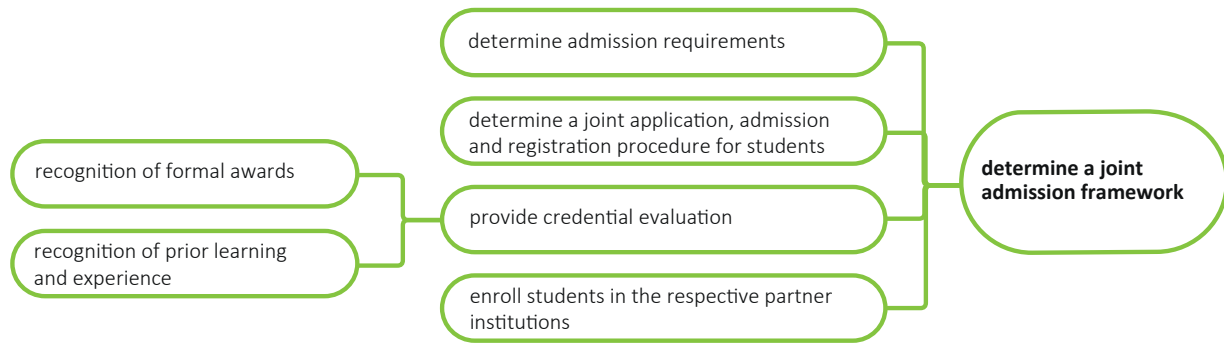 determine admission requirements
determine a joint application, admission
and registration procedure for students
recognition of formal awards
determine a joint
admission framework
provide credential evaluation
recognition of prior learning
and experience
enroll students in the respective partner
institutions